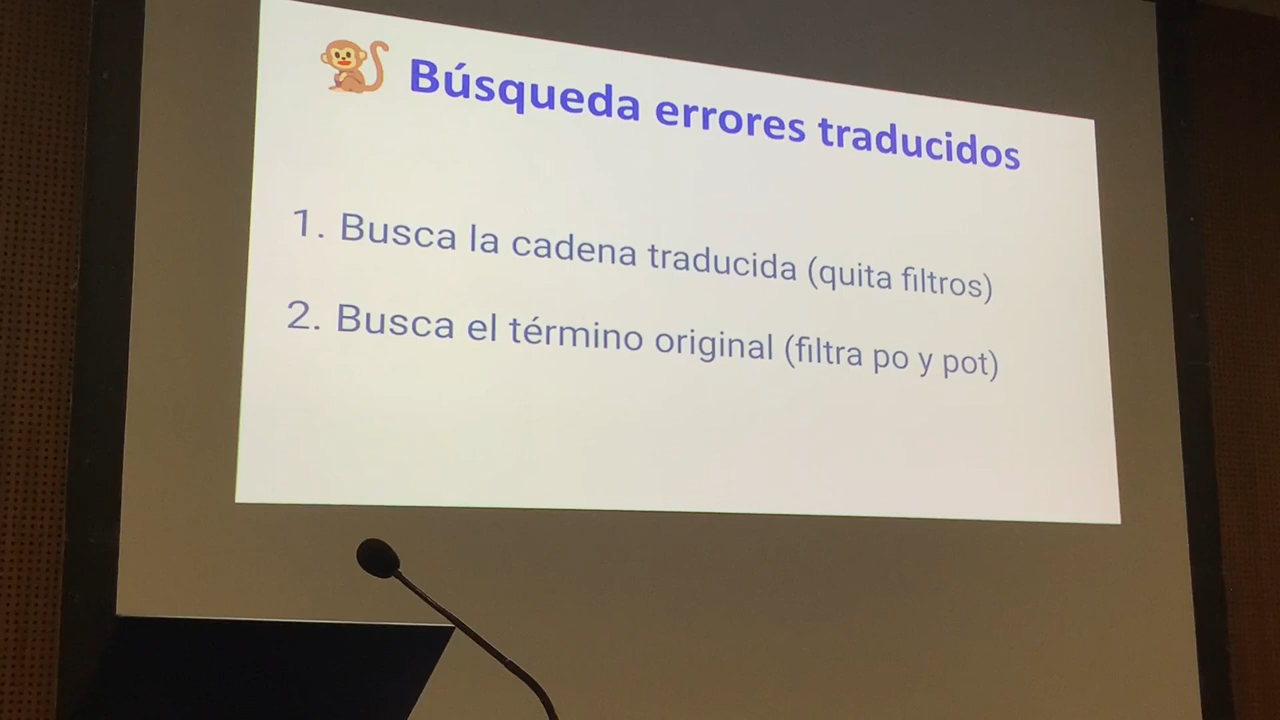 Búsqueda errores traducidos
1. Busca la cadena traducida (quita filtros)
2. Busca el término original (filtra po y pot)